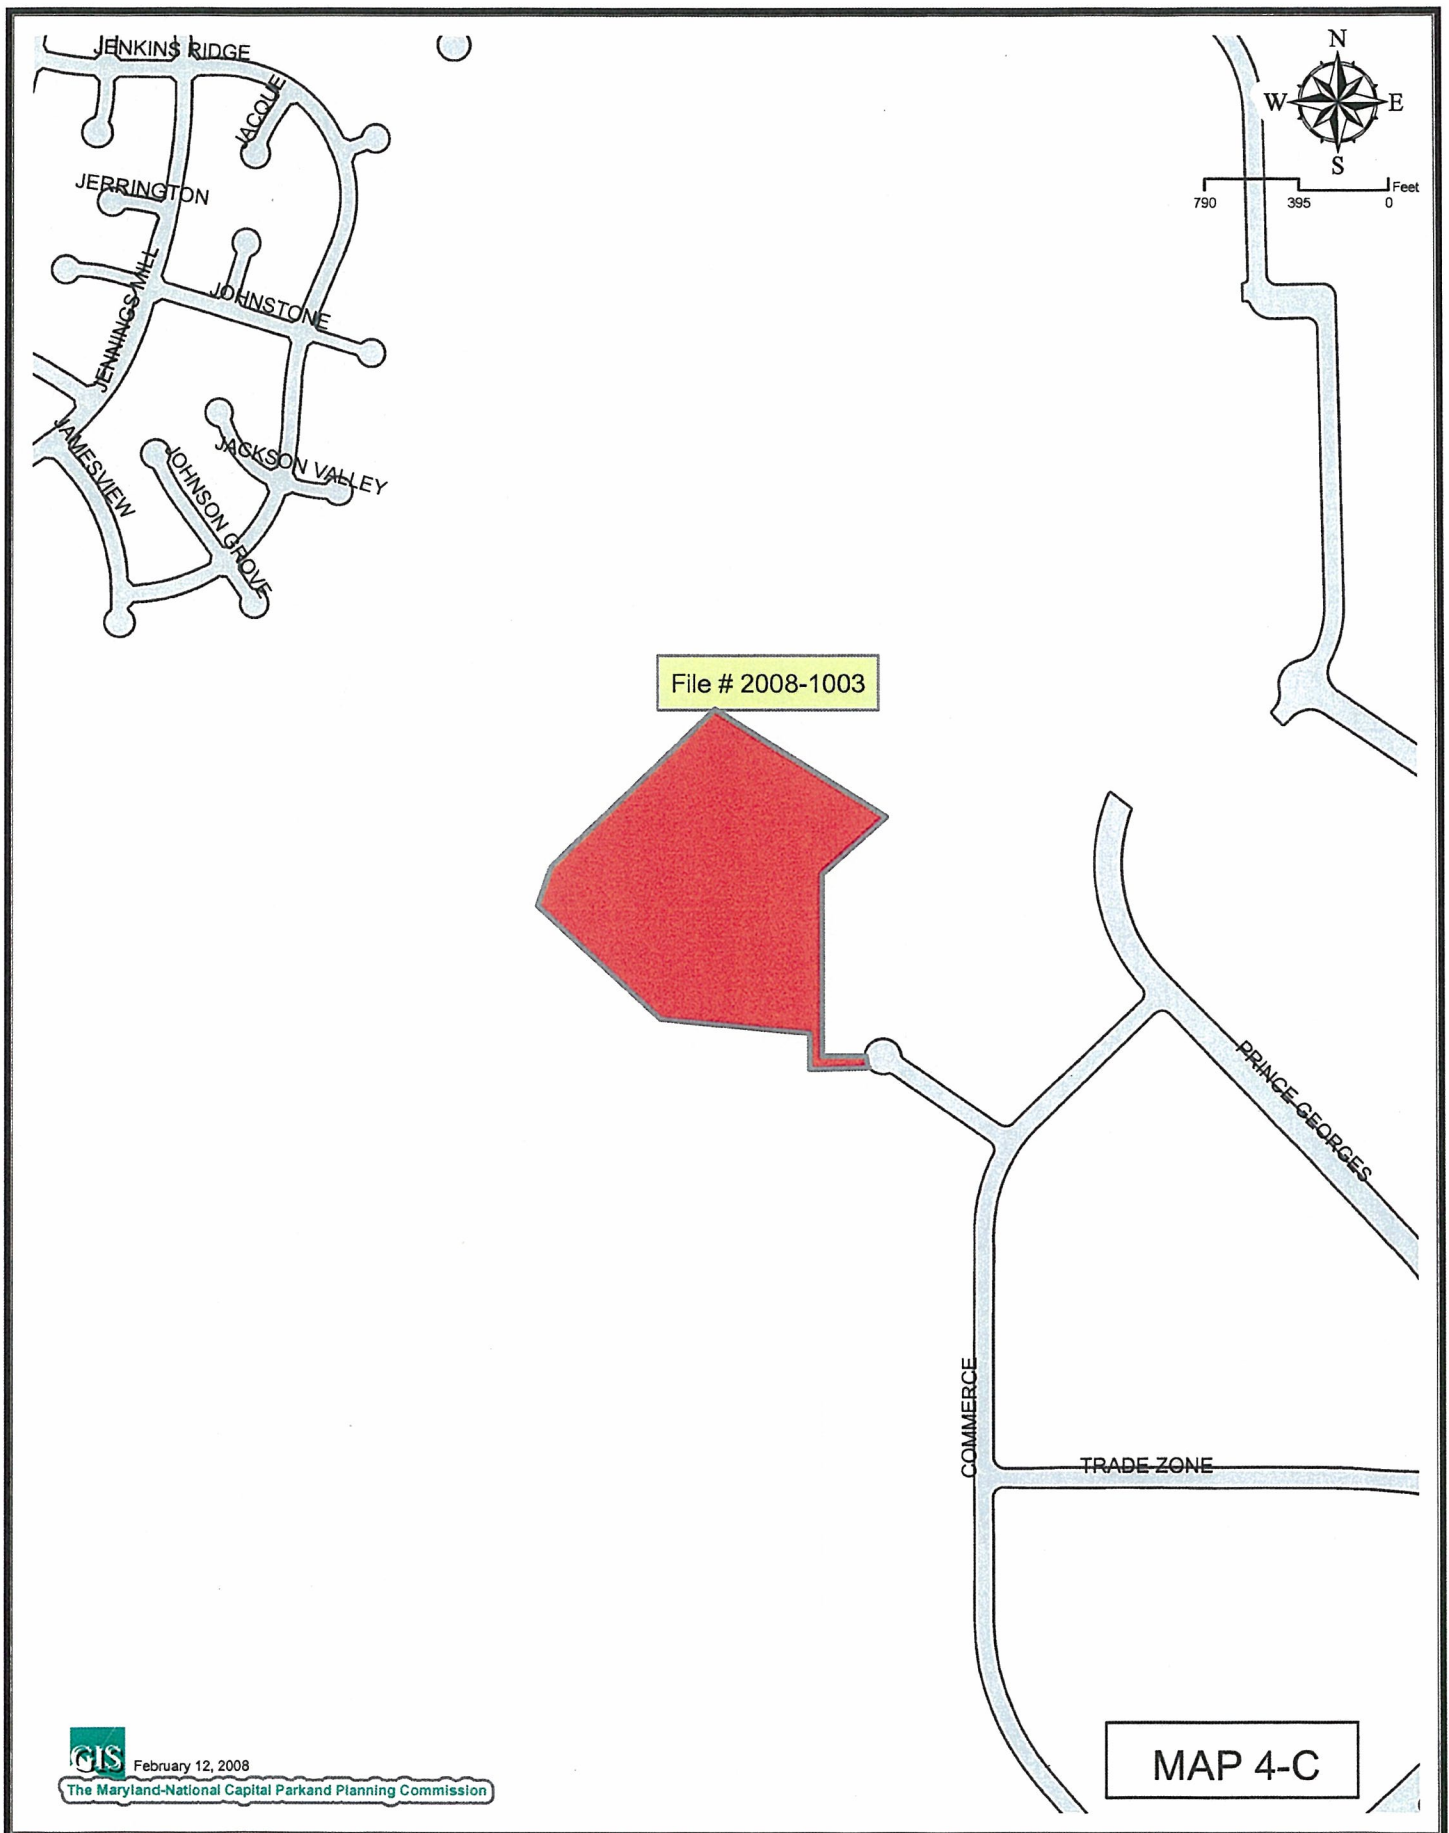 JENKINS RIDGE
JACQUE
JERRINGTON
JENNINGS MILL
JOHNSTONE
JAMESVIEW
JOHNSON GROVE
JACKSON VALLEY
N
W
E
S
790
395
0
Feet
File # 2008-1003
PRINCE GEORGES
COMMERCE
TRADE ZONE
GIS
February 12, 2008
The Maryland-National Capital Parkand Planning Commission
MAP 4-C